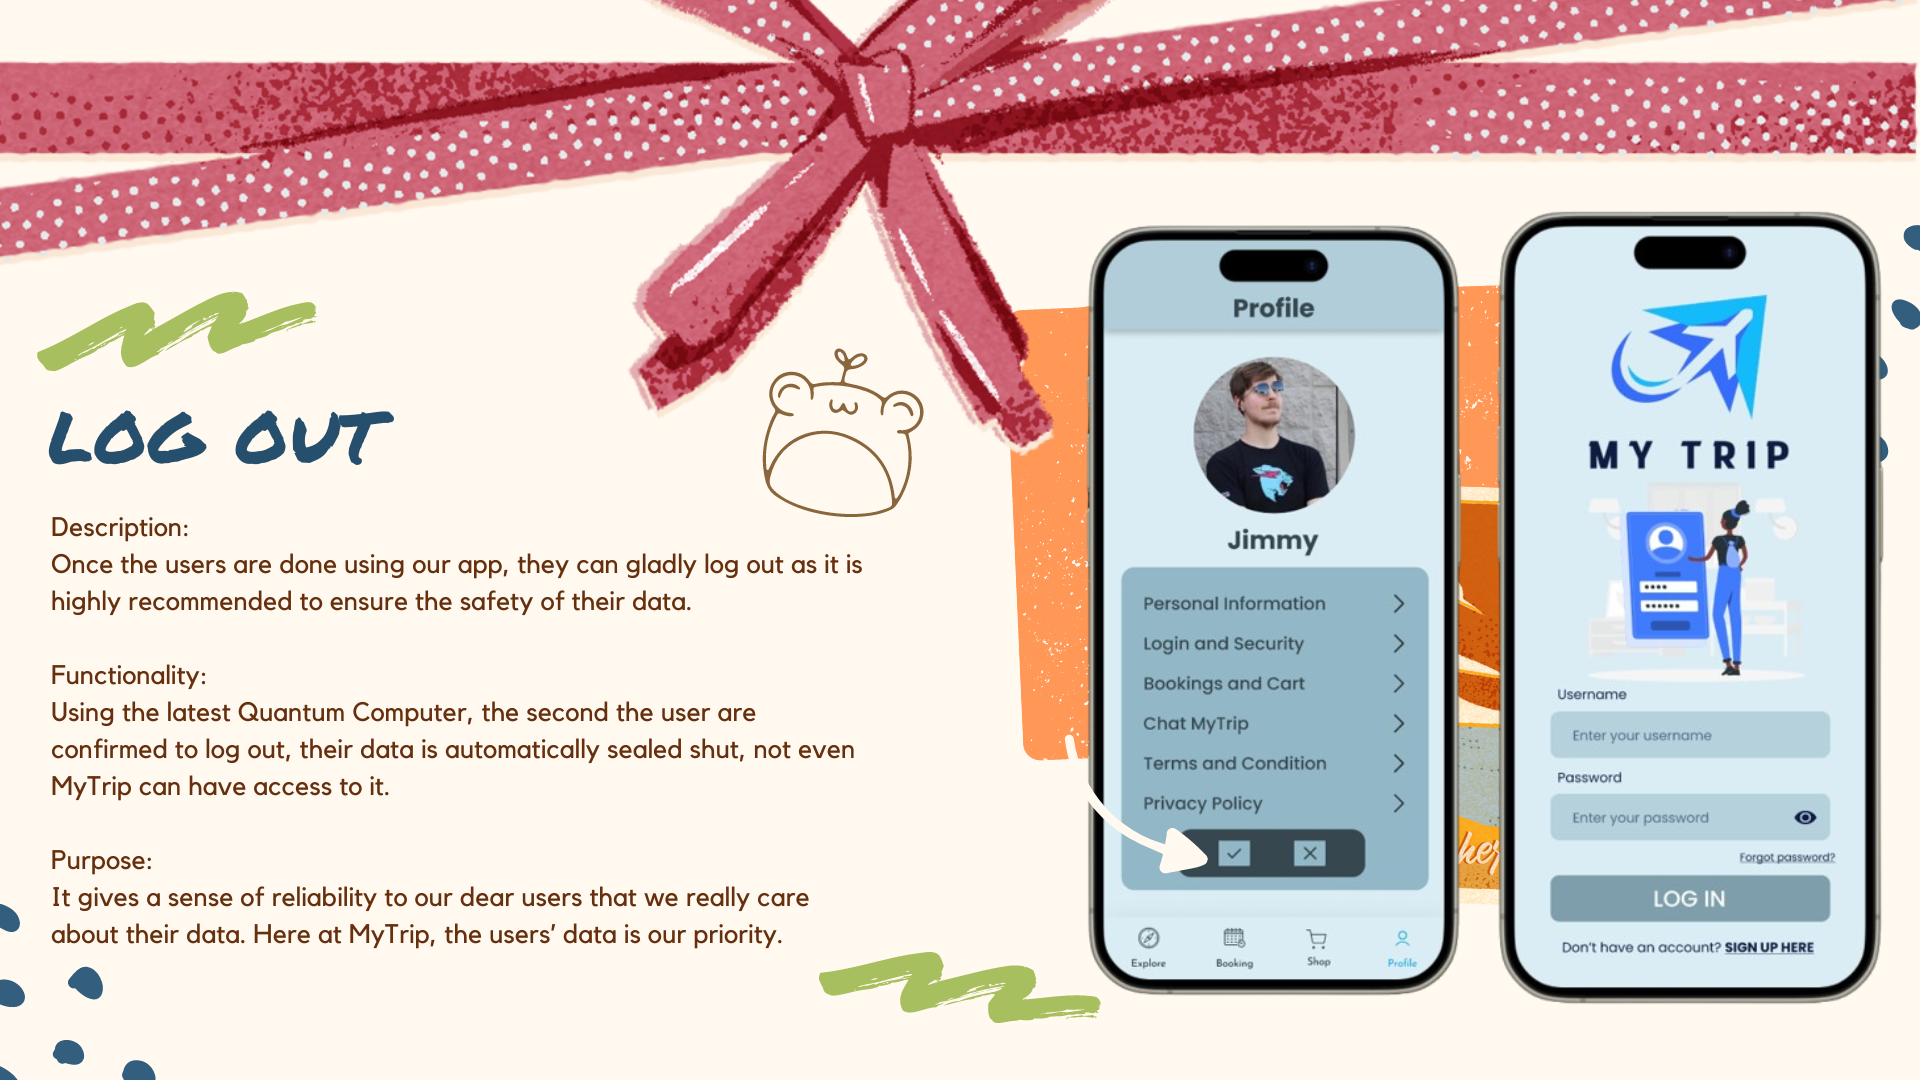 LOG OUT
Description:
Once the users are done using our app, they can gladly log out as it is
highly recommended to ensure the safety of their data.
Functionality:
Using the latest Quantum Computer, the second the user are
confirmed to log out, their data is automatically sealed shut, not even
MyTrip can have access to it.
Purpose:
It gives a sense of reliability to our dear users that we really care
about their data. Here at MyTrip, the users’ data is our priority.
Profile
Jimmy
Personal Information
Login and Security
Bookings and Cart
Chat MyTrip
Terms and Condition
Privacy Policy
Explore
Booking
Shop
Profile
MY TRIP
Username
Enter your username
Password
Enter your password
Forgot password?
LOG IN
Don’t have an account? SIGN UP HERE